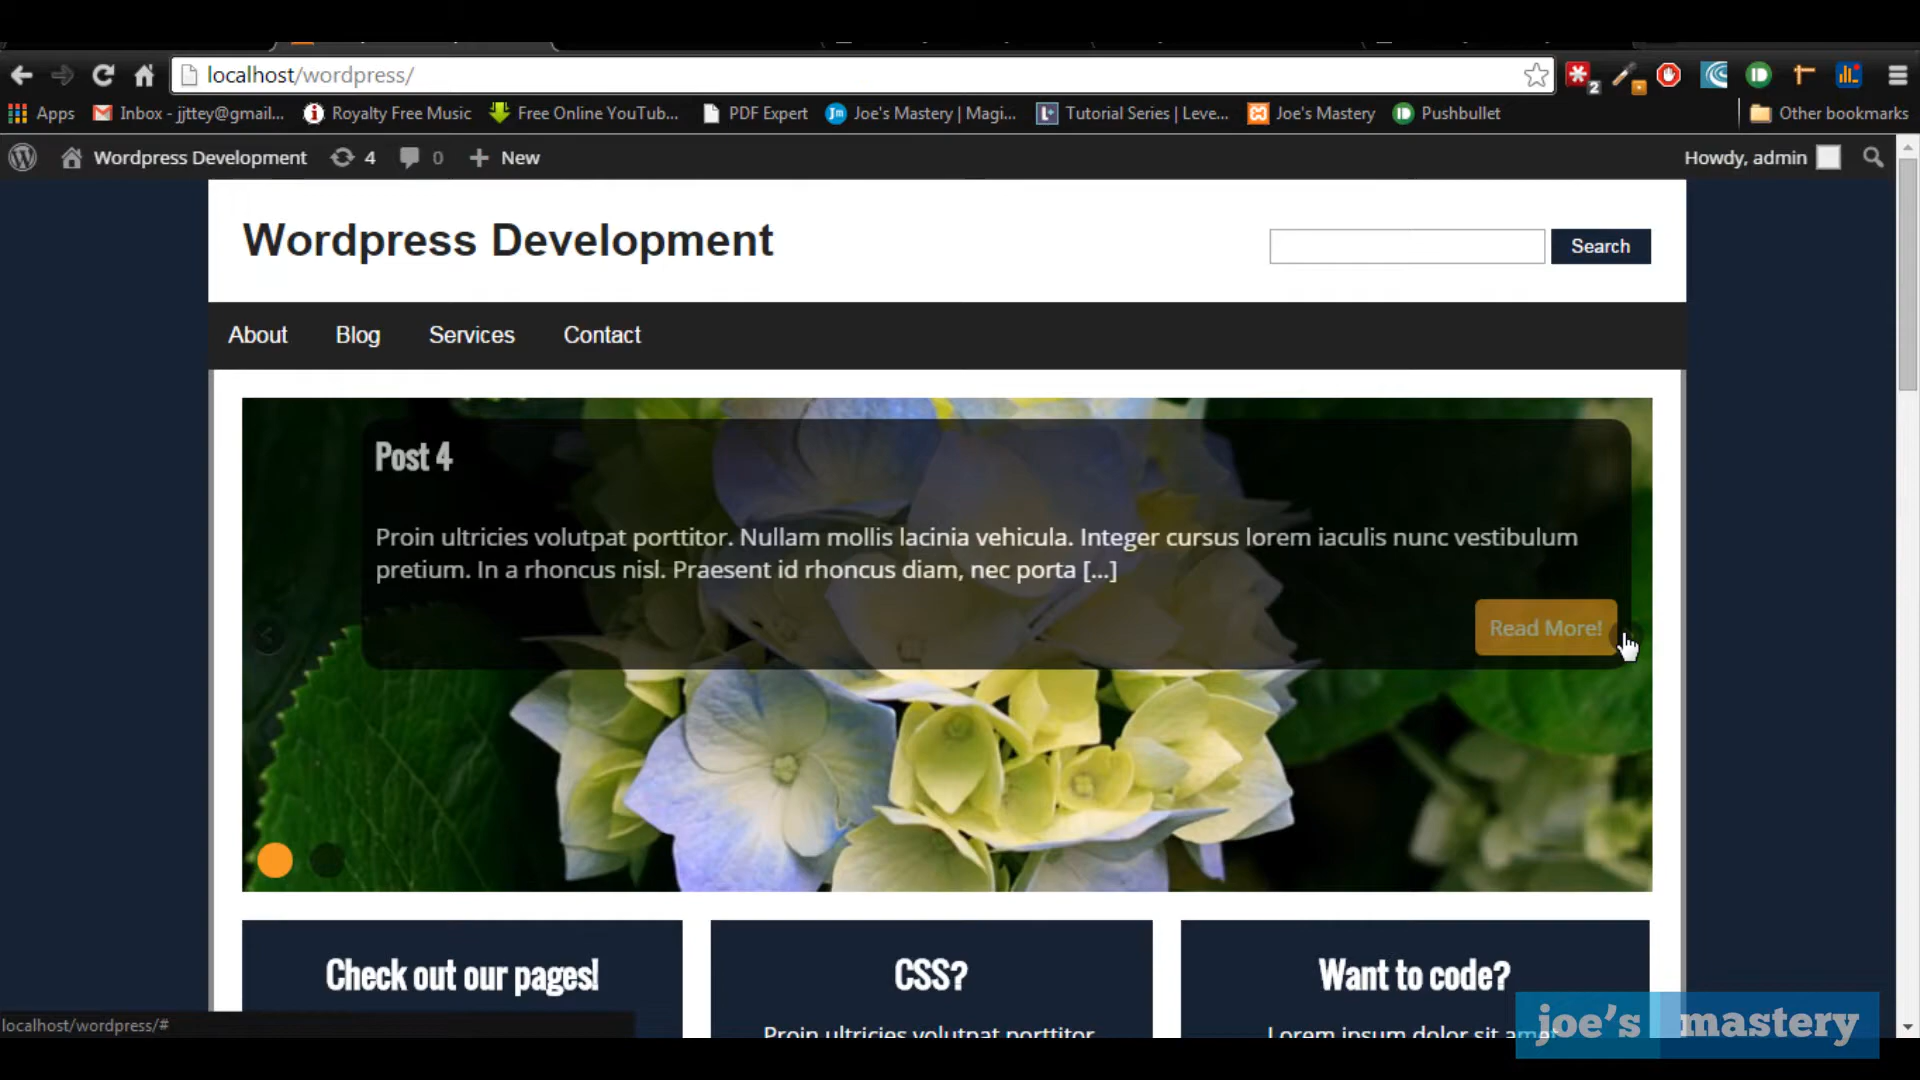 localhost/wordpress/
2
Apps Inbox - jjttey@gmail... Royalty Free Music Free Online YouTub... PDF Expert Joe's Mastery | Magi... Tutorial Series | Leve... Joe's Mastery Pushbullet Other bookmarks
Wordpress Development 4 0 New Howdy, admin
Wordpress Development
Search
About Blog Services Contact
Post 4
Proin ultricies volutpat porttitor. Nullam mollis lacinia vehicula. Integer cursus lorem iaculis nunc vestibulum
pretium. In a rhoncus nisl. Praesent id rhoncus diam, nec porta [...]
Read More!
Check out our pages! CSS? Want to code?
localhost/wordpress/#
Proin ultricies volutpat porttitor Lorem ipsum dolor sit amet
joe's mastery